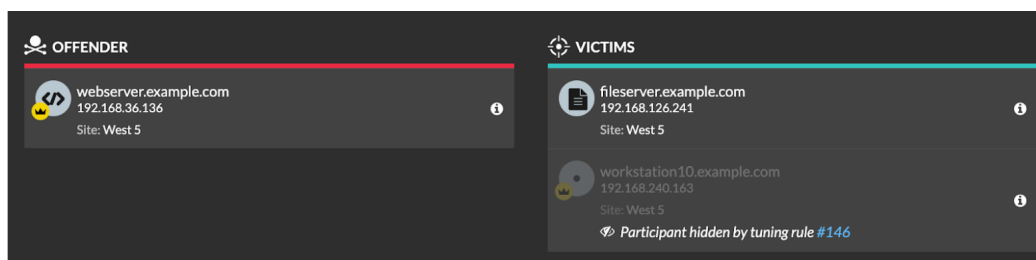 OFFENDER
webserver.example.com
192.168.36.136
Site: West 5
VICTIMS
fileserver.example.com
192.168.126.241
Site: West 5
workstation10.example.com
192.168.240.163
Site: West 5
Participant hidden by tuning rule #146